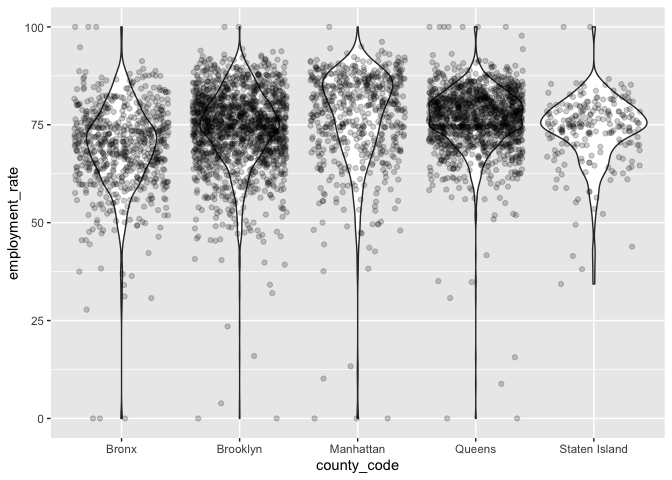 100
75
50
25
0
employment_rate
Bronx Brooklyn Manhattan Queens Staten Island
county_code